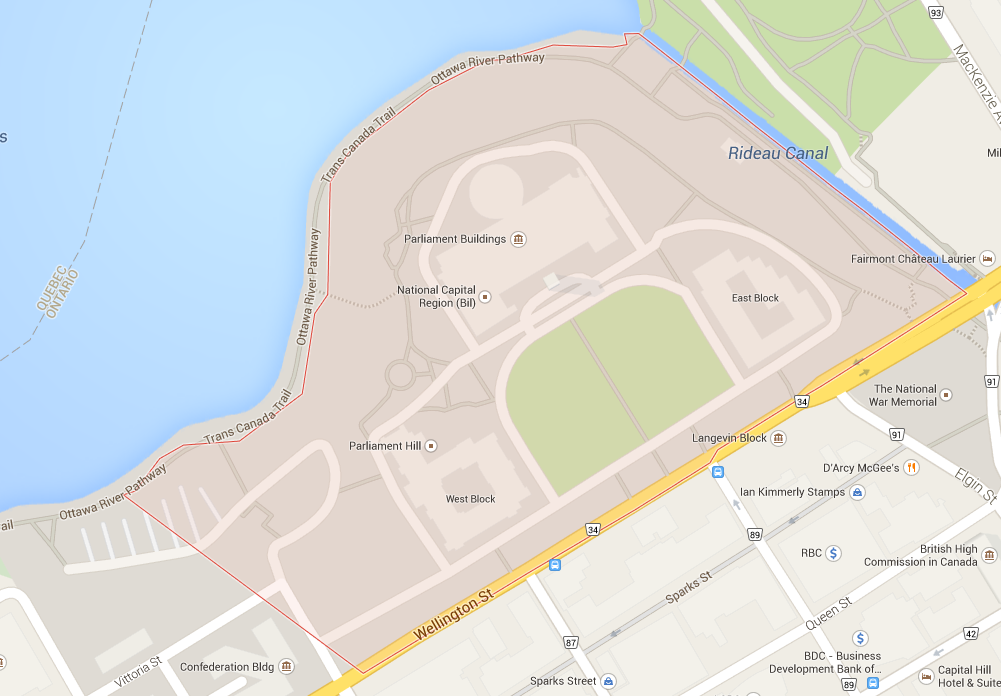 93
MacKenzie
Ottawa River Pathway
Trans Canada Trail
Rideau Canal
Mil
s
Parliament Buildings
Fairmont Château Laurier
Ottawa River Pathway
QUEBEC
ONTARIO
National Capital
Region (Bil)
East Block
91
The National
War Memorial
34
Trans Canada Trail
Parliament Hill
Langevin Block
91
D'Arcy McGee's
Elgin St
West Block
Ottawa River Pathway
ail
Ian Kimmerly Stamps
34
89
RBC
British High
Commission in Canada
Sparks St
Wellington St
Queen St
87
42
Vittoria St
Confederation Bldg
BDC - Business
Development Bank of...
Sparks Street
89
Capital Hill
Hotel & Suite